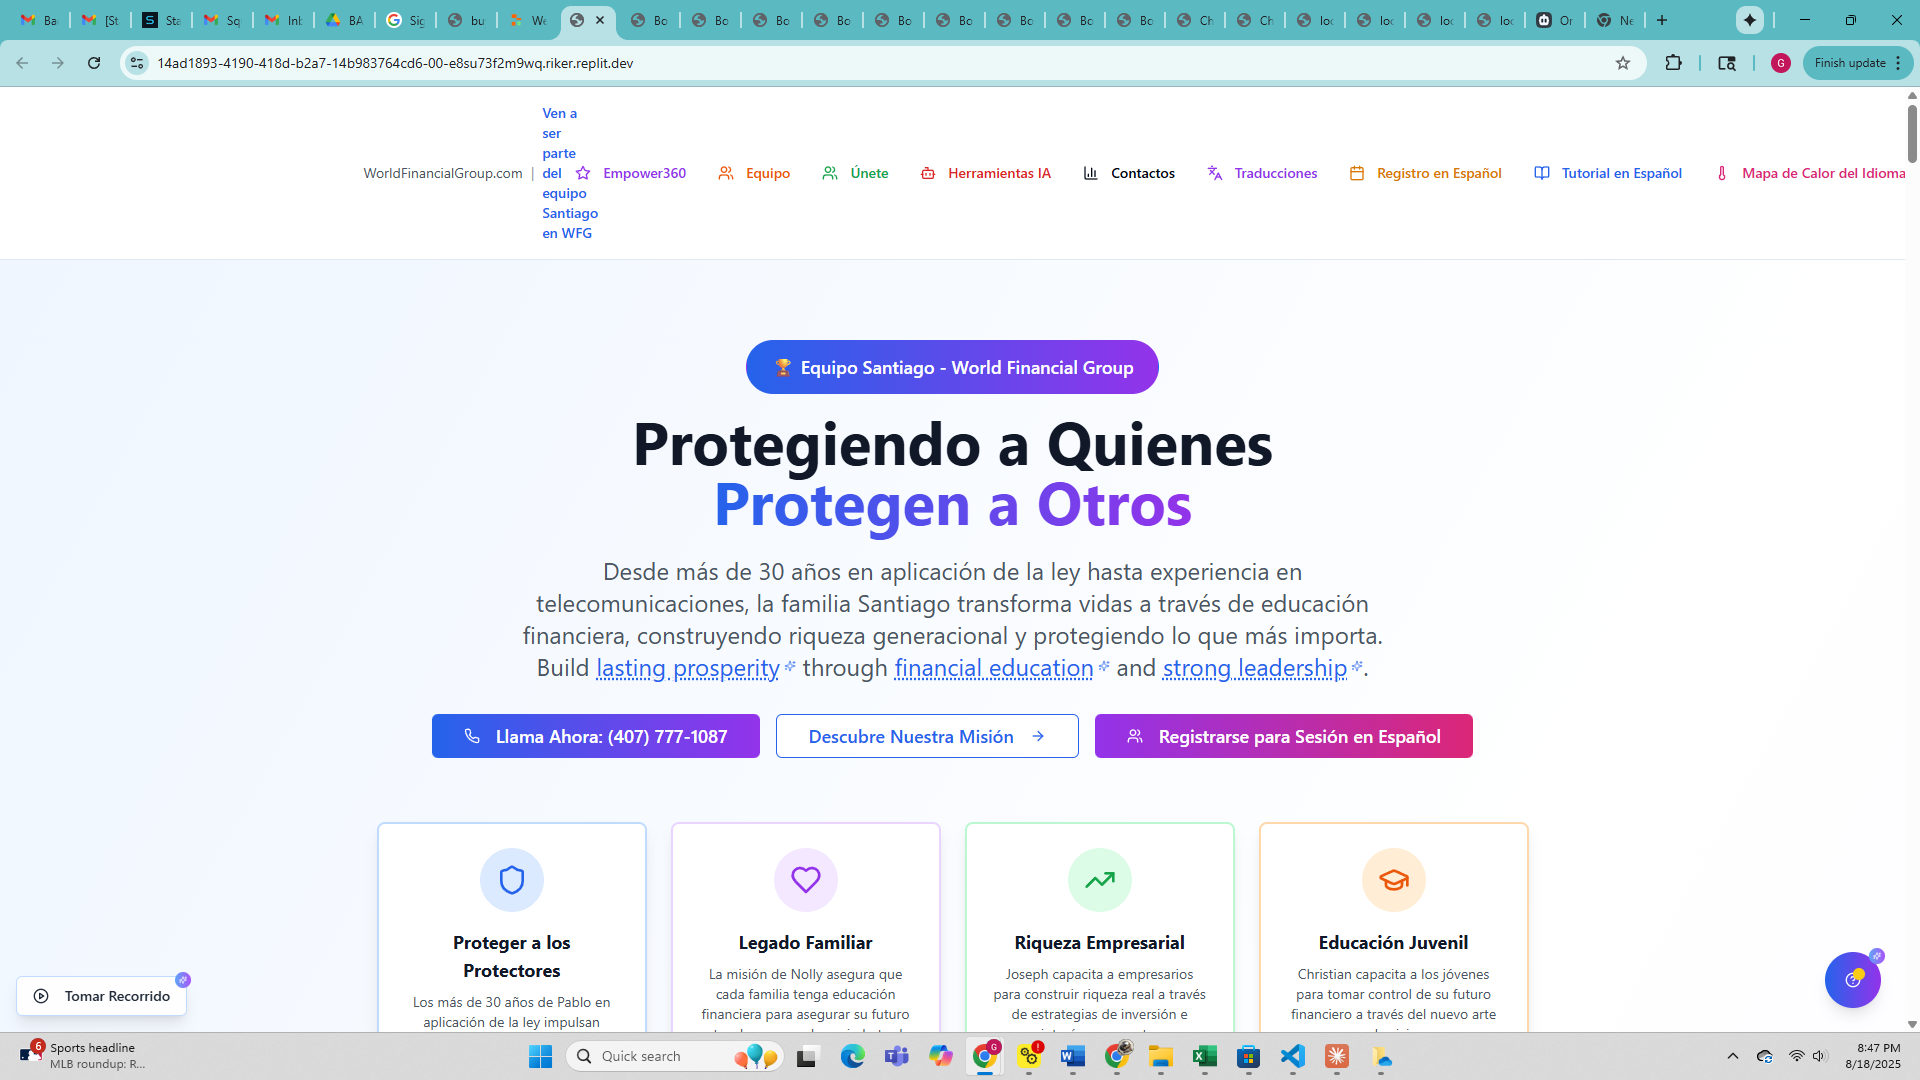 Ba
[St
Sta
Sq
Inb
BA
Sig
bu
We
Bo
Bo
Bo
Bo
Bo
Bo
Bo
Bo
Bo
Ch
Ch
loc
loc
loc
loc
Or
Ne
14ad1893-4190-418d-b2a7-14b983764cd6-00-e8su73f2m9wq.riker.replit.dev
G
Finish update
WorldFinancialGroup.com |
Ven a
ser
parte
del
equipo
Santiago
en WFG
Empower360
Equipo
Únete
Herramientas IA
Contactos
Traducciones
Registro en Español
Tutorial en Español
Mapa de Calor del Idioma
🏆 Equipo Santiago - World Financial Group
Protegiendo a Quienes
Protegen a Otros
Desde más de 30 años en aplicación de la ley hasta experiencia en
telecomunicaciones, la familia Santiago transforma vidas a través de educación
financiera, construyendo riqueza generacional y protegiendo lo que más importa.
Build lasting prosperity through financial education and strong leadership.
Llama Ahora: (407) 777-1087
Descubre Nuestra Misión
Registrarse para Sesión en Español
Proteger a los
Protectores
Los más de 30 años de Pablo en
aplicación de la ley impulsan
Legado Familiar
La misión de Nolly asegura que
cada familia tenga educación
financiera para asegurar su futuro
Riqueza Empresarial
Joseph capacita a empresarios
para construir riqueza real a través
de estrategias de inversión e
Educación Juvenil
Christian capacita a los jóvenes
para tomar control de su futuro
financiero a través del nuevo arte
Tomar Recorrido
6
Sports headline
MLB roundup: R...
Quick search
G
8:47 PM
8/18/2025